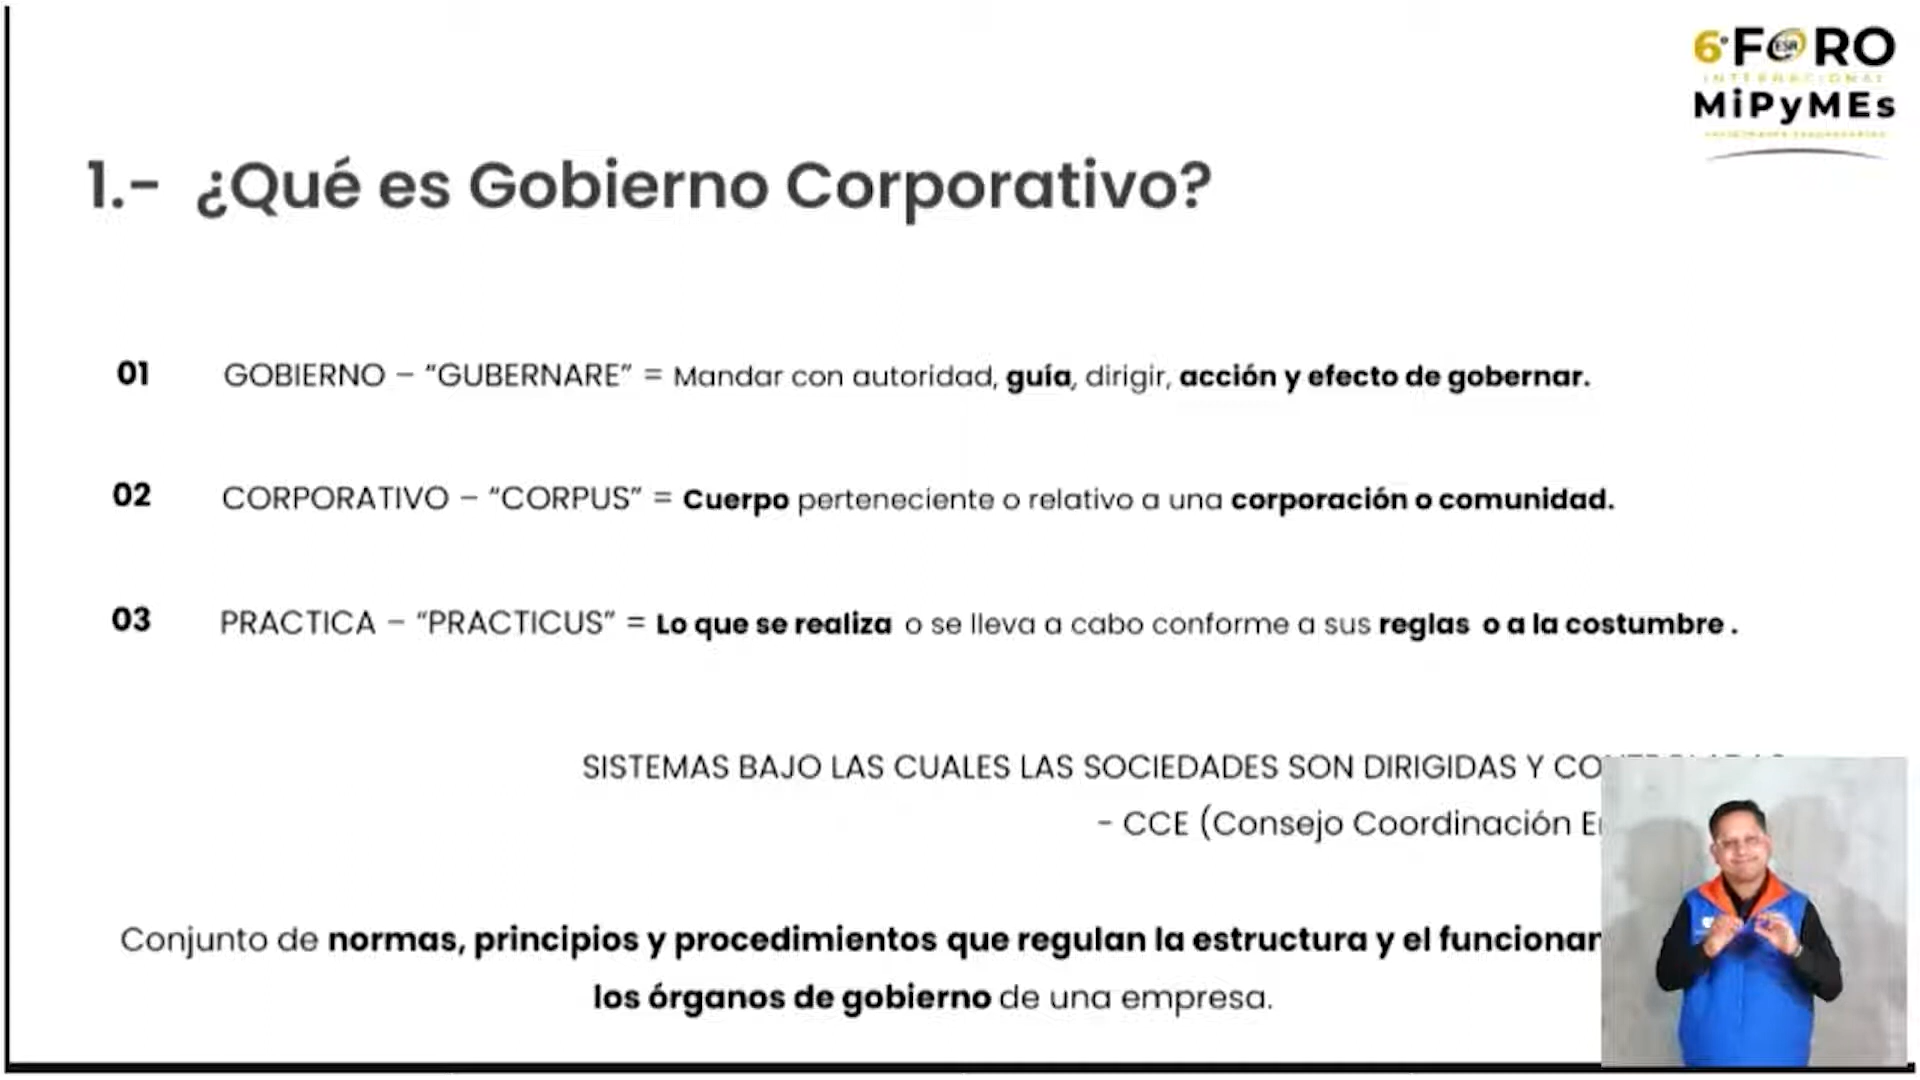 6° FORO
INTERNACIONAL
MiPyMEs
1.- ¿Qué es Gobierno Corporativo?
01 GOBIERNO – “GUBERNARE” = Mandar con autoridad, guía, dirigir, acción y efecto de gobernar.
02 CORPORATIVO – “CORPUS” = Cuerpo perteneciente o relativo a una corporación o comunidad.
03 PRACTICA – “PRACTICUS” = Lo que se realiza o se lleva a cabo conforme a sus reglas o a la costumbre .
SISTEMAS BAJO LAS CUALES LAS SOCIEDADES SON DIRIGIDAS Y
- CCE (Consejo Coordinación
Conjunto de normas, principios y procedimientos que regulan la estructura y el
los órganos de gobierno de una empresa.